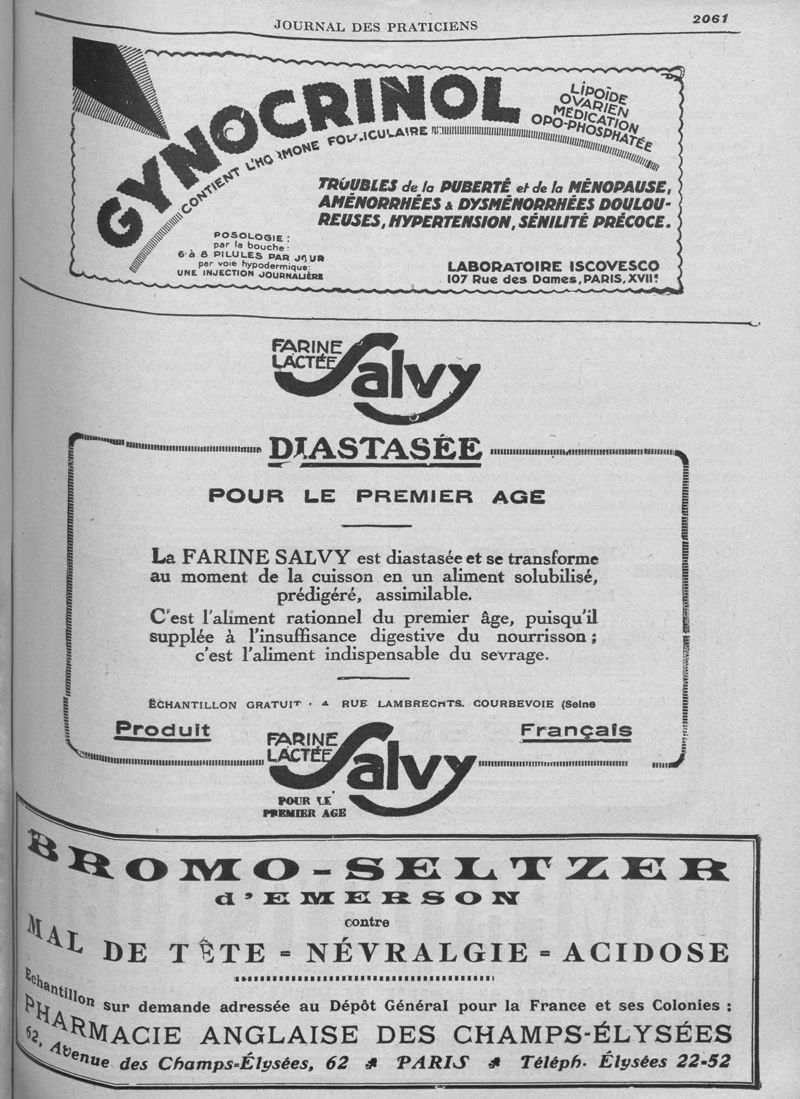 JOURNAL DES PRATICIENS
2061
GYNOCRINOL
CONTIENT L'HORMONE FOLLICULAIRE
LIPOÏDE
OVARIEN
MÉDICATION
OPO-PHOSPHATÉE
TROUBLES de la PUBERTÉ et de la MÉNOPAUSE,
AMÉNORRHÉES & DYSMÉNORRHÉES DOULOU-
REUSES, HYPERTENSION, SÉNILITÉ PRÉCOCE.
POSOLOGIE:
par la bouche:
6 à 8 PILULES PAR JOUR
par voie hypodermique:
UNE INJECTION JOURNALIÈRE
LABORATOIRE ISCOVESCO
107 Rue des Dames, PARIS, XVIIe
FARINE
LACTÉE
Salvy
DIASTASÉE
POUR LE PREMIER AGE
La FARINE SALVY est diastasée et se transforme
au moment de la cuisson en un aliment solubilisé,
prédigéré, assimilable.
C'est l'aliment rationnel du premier âge, puisqu'il
supplée à l'insuffisance digestive du nourrisson ;
c'est l'aliment indispensable du sevrage.
ÉCHANTILLON GRATUIT · 4 RUE LAMBRECHTS. COURBEVOIE (Seine
Produit
Français
FARINE
LACTÉE
Salvy
POUR LE
PREMIER AGE
BROMO-SELTZER
d'EMERSON
contre
MAL DE TÊTE = NÉVRALGIE = ACIDOSE
Echantillon sur demande adressée au Dépôt Général pour la France et ses Colonies :
PHARMACIE ANGLAISE DES CHAMPS-ÉLYSÉES
62, Avenue des Champs-Élysées, 62 PARIS Téléph. Élysées 22-52